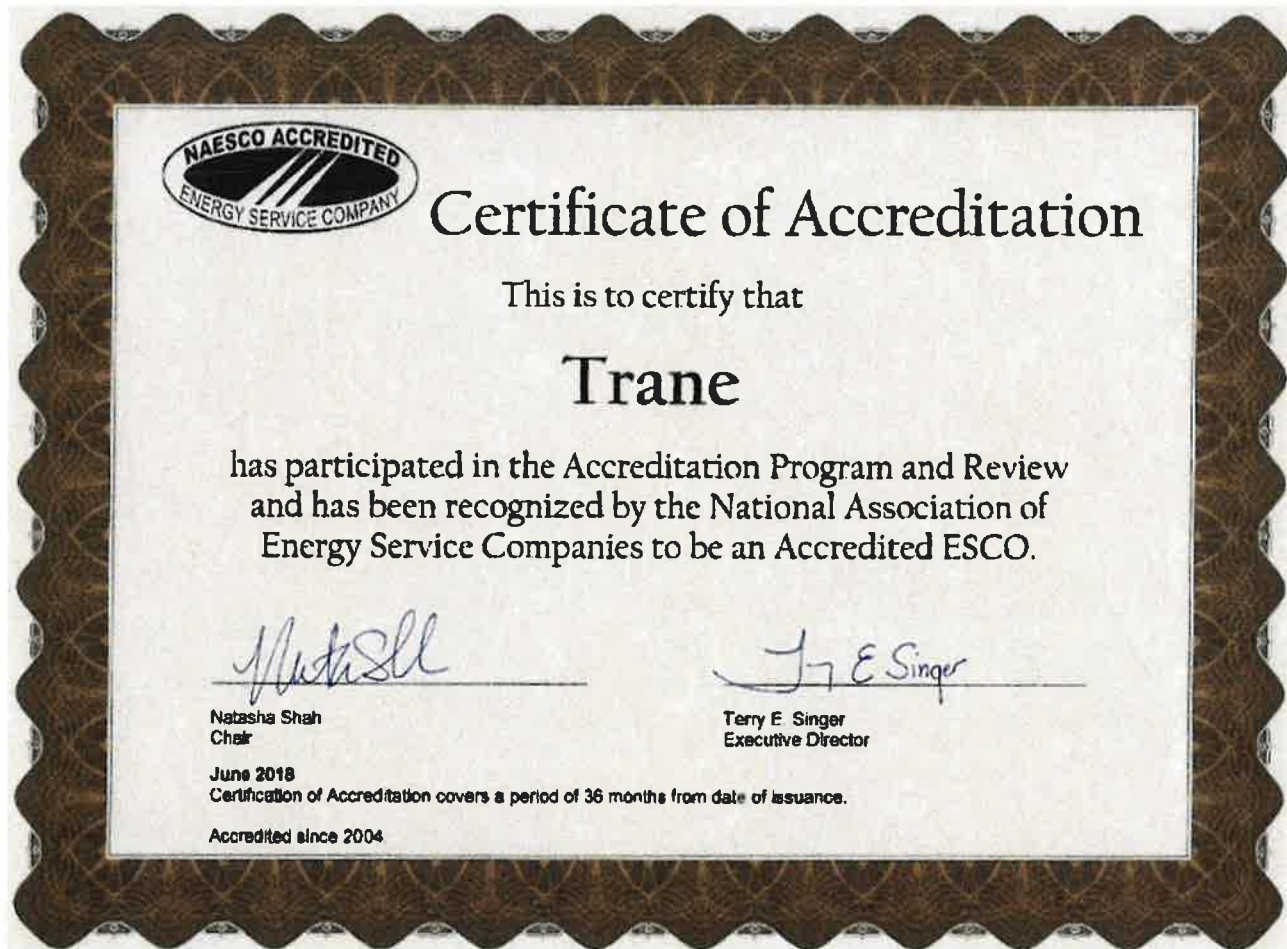 NAESCO ACCREDITED
ENERGY SERVICE COMPANY
Certificate of Accreditation
This is to certify that
Trane
has participated in the Accreditation Program and Review
and has been recognized by the National Association of
Energy Service Companies to be an Accredited ESCO.
E Singer
Natasha Shah
Chair
Terry E. Singer
Executive Director
June 2018
Certification of Accreditation covers a period of 36 months from date of issuance.
Accredited since 2004